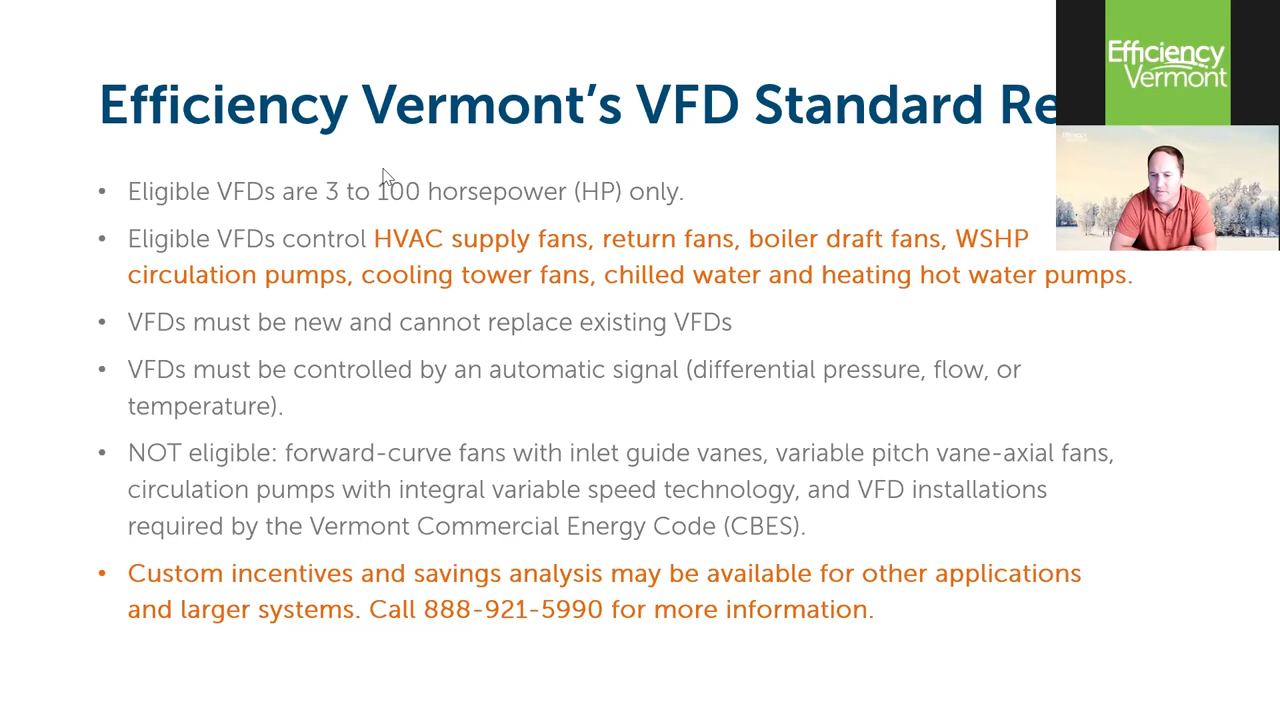 Efficiency Vermont's VFD Standard Re
Efficiency
Vermont
• Eligible VFDs are 3 to 100 horsepower (HP) only.
• Eligible VFDs control HVAC supply fans, return fans, boiler draft fans, WSHP
circulation pumps, cooling tower fans, chilled water and heating hot water pumps.
• VFDs must be new and cannot replace existing VFDs
• VFDs must be controlled by an automatic signal (differential pressure, flow, or
temperature).
• NOT eligible: forward-curve fans with inlet guide vanes, variable pitch vane-axial fans,
circulation pumps with integral variable speed technology, and VFD installations
required by the Vermont Commercial Energy Code (CBES).
• Custom incentives and savings analysis may be available for other applications
and larger systems. Call 888-921-5990 for more information.